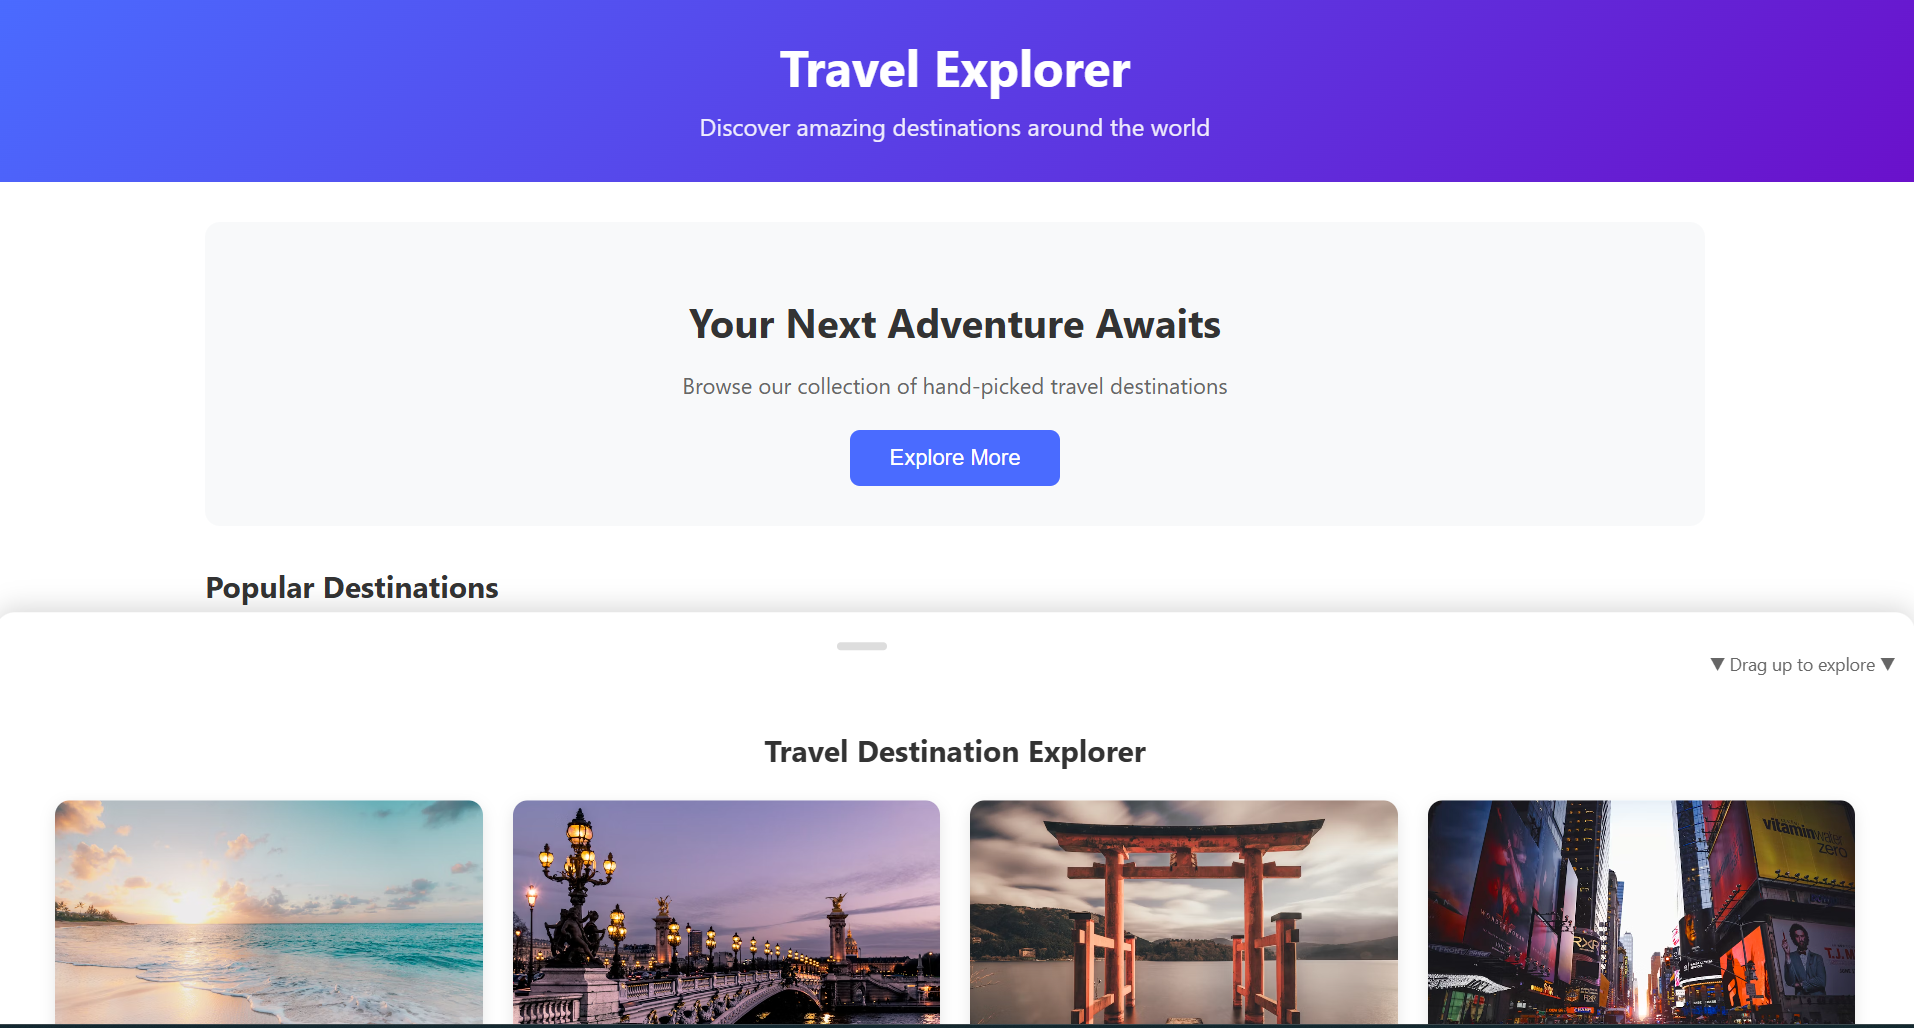 Travel Explorer
Discover amazing destinations around the world
Your Next Adventure Awaits
Browse our collection of hand-picked travel destinations
Explore More
Popular Destinations
▼ Drag up to explore ▼
Travel Destination Explorer
vitaminwater
zero
RXR
T.J.M